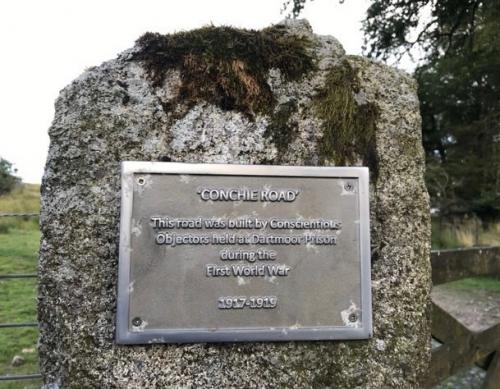 'CONCHIE ROAD'
This road was built by Conscientious
Objectors held at Dartmoor Prison
during the
First World War
1917-1919